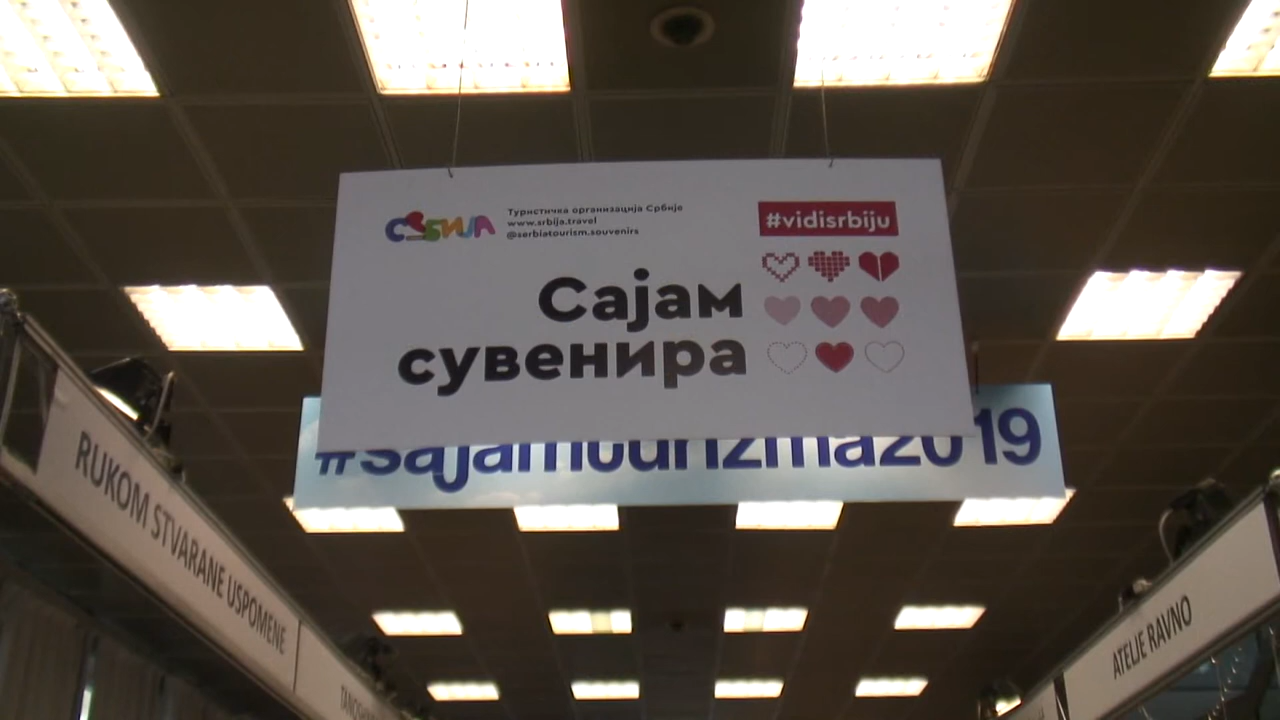 СРБИЈА
Туристичка организација Србије
www.srbija.travel
@serbiatourism.souvenirs
#vidisrbiju
Сајам
сувенира
#sajamturizma2019
RUKOM STVARANE USPOMENE
ATELJE RAVNO